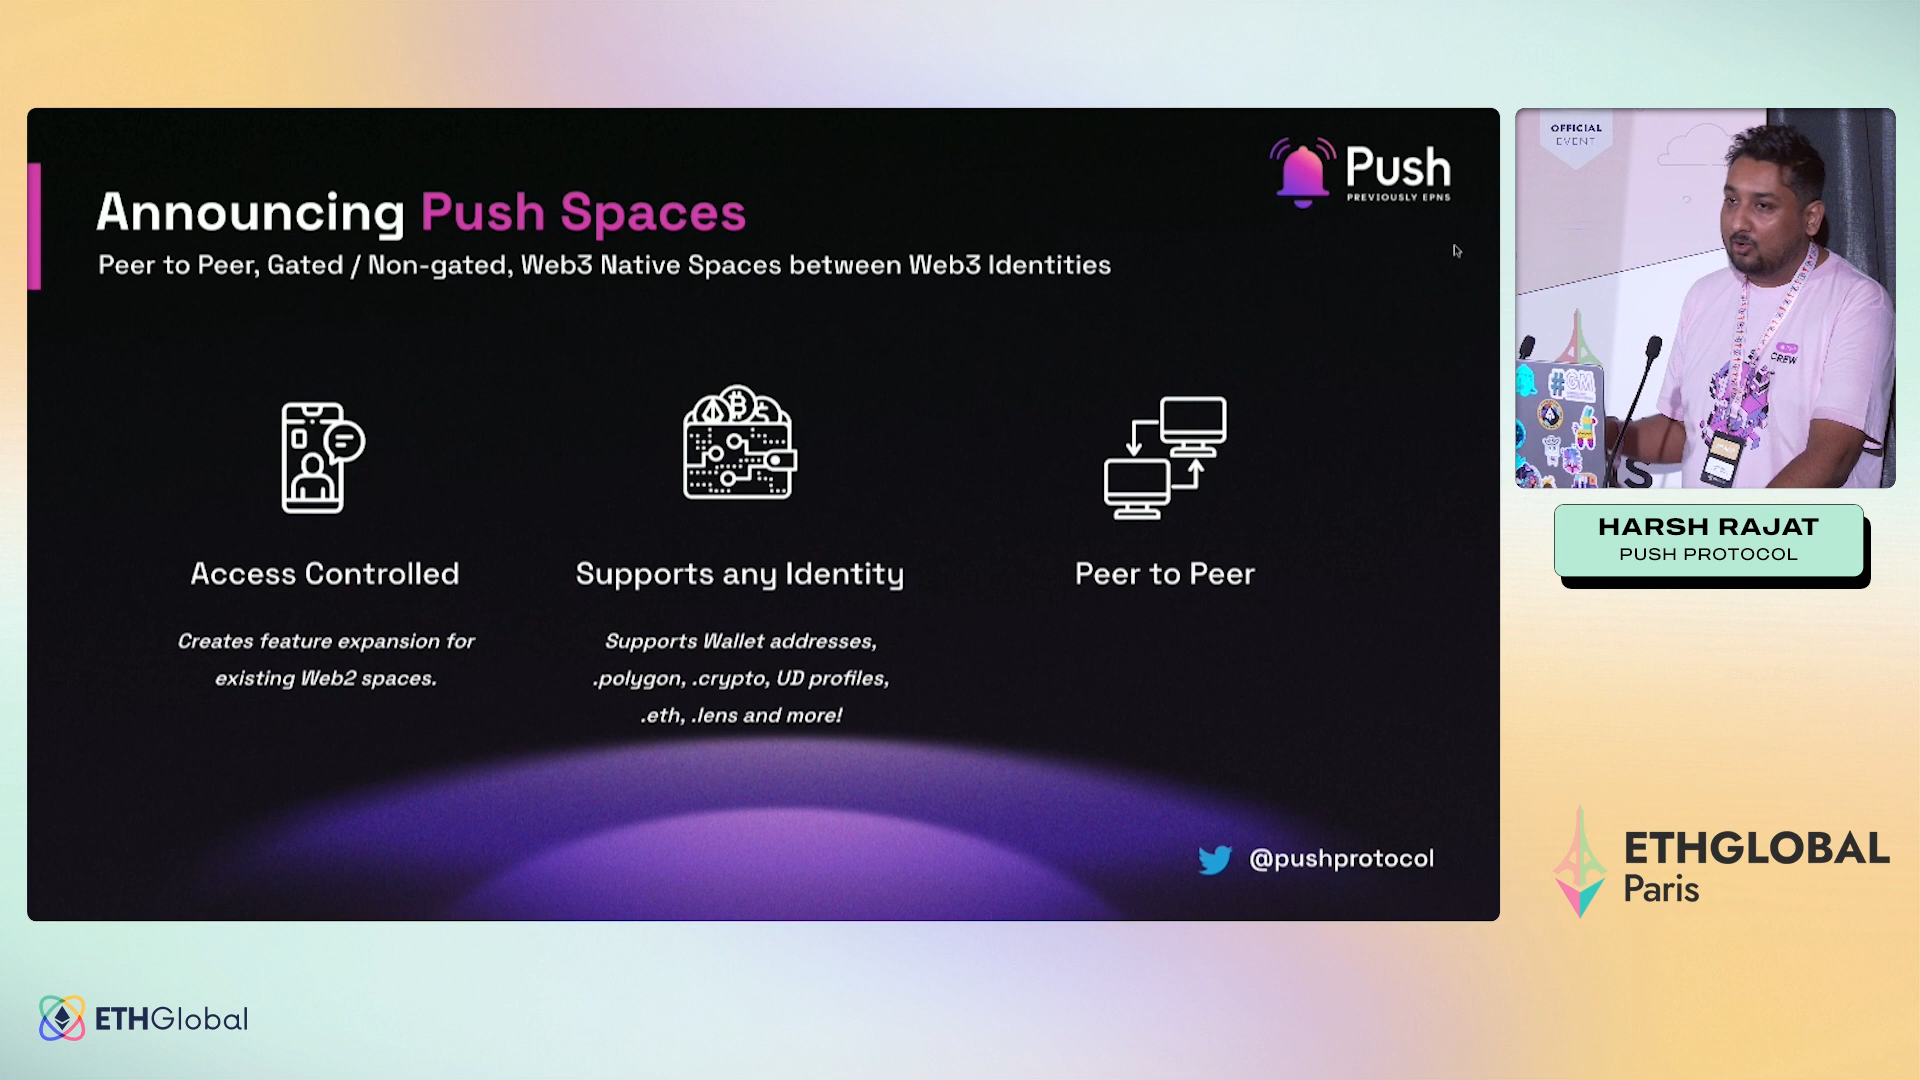 Announcing Push Spaces
Peer to Peer, Gated / Non-gated, Web3 Native Spaces between Web3 Identities
Push
PREVIOUSLY EPNS
Access Controlled
Creates feature expansion for
existing Web2 spaces.
Supports any Identity
Supports Wallet addresses,
.polygon, .crypto, UD profiles,
.eth, .lens and more!
Peer to Peer
@pushprotocol
OFFICIAL
EVENT
#GM
CREW
HARSH RAJAT
PUSH PROTOCOL
ETHGLOBAL
Paris
ETHGlobal